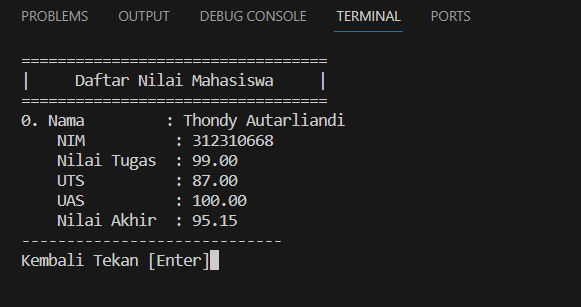 PROBLEMS OUTPUT DEBUG CONSOLE TERMINAL PORTS
==================================
|     Daftar Nilai Mahasiswa     |
==================================
0. Nama         : Thondy Autarliandi
    NIM          : 312310668
    Nilai Tugas  : 99.00
    UTS          : 87.00
    UAS          : 100.00
    Nilai Akhir  : 95.15
-----------------------------
Kembali Tekan [Enter]